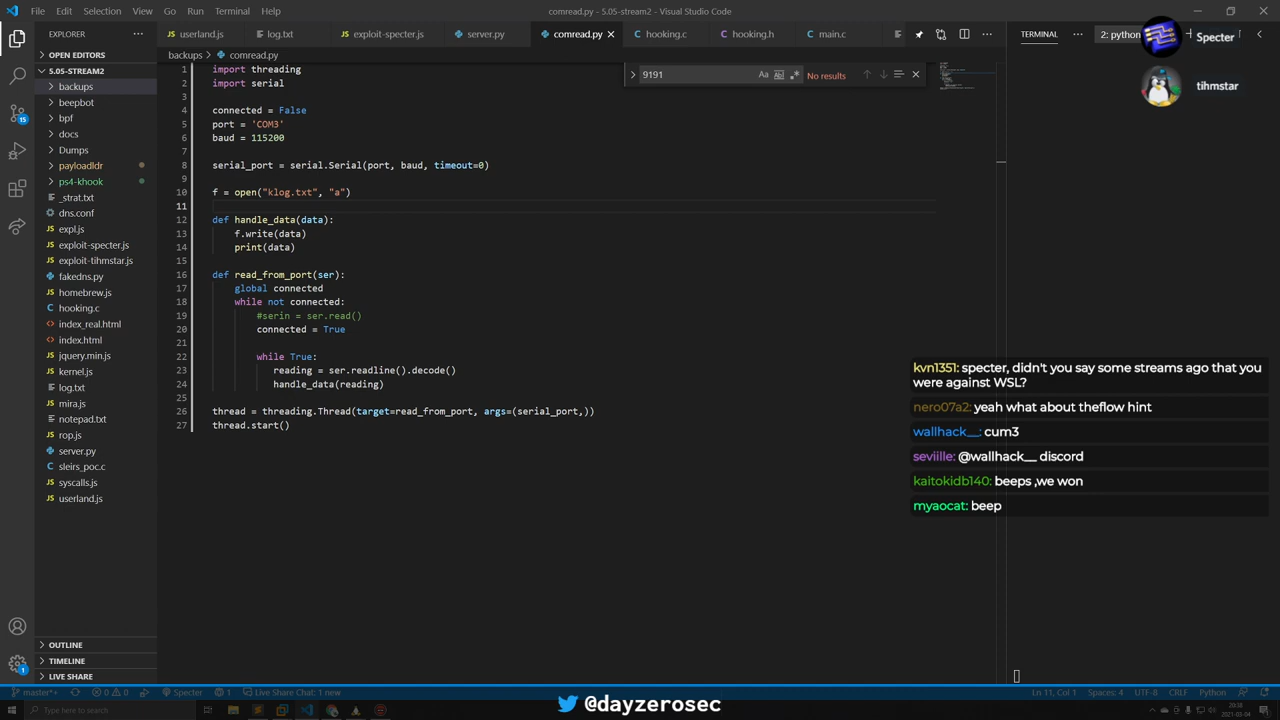 File Edit Selection View Go Run Terminal Help
comread.py - 5.05-stream2 - Visual Studio Code
EXPLORER
userland.js log.txt exploit-specter.js server.py comread.py hooking.c hooking.h main.c
TERMINAL 2: python
Specter
tihmstar
OPEN EDITORS
5.05-STREAM2
backups
beepbot
bpf
docs
Dumps
payloadldr
ps4-khook
_strat.txt
dns.conf
expl.js
exploit-specter.js
exploit-tihmstar.js
fakedns.py
homebrew.js
hooking.c
index_real.html
index.html
jquery.min.js
kernel.js
log.txt
mira.js
notepad.txt
rop.js
server.py
sleirs_poc.c
syscalls.js
userland.js
OUTLINE
TIMELINE
LIVE SHARE
15
1
backups > comread.py
9191 Aa No results
1 import threading
2 import serial
3
4 connected = False
5 port = 'COM3'
6 baud = 115200
7
8 serial_port = serial.Serial(port, baud, timeout=0)
9
10 f = open("klog.txt", "a")
11
12 def handle_data(data):
13 f.write(data)
14 print(data)
15
16 def read_from_port(ser):
17 global connected
18 while not connected:
19 #serin = ser.read()
20 connected = True
21
22 while True:
23 reading = ser.readline().decode()
24 handle_data(reading)
25
26 thread = threading.Thread(target=read_from_port, args=(serial_port,))
27 thread.start()
kvn1351: specter, didn't you say some streams ago that you
were against WSL?
nero07a2: yeah what about theflow hint
wallhack__: cum3
seviille: @wallhack__ discord
kaitokidb140: beeps ,we won
myaocat: beep
master*+ 0 0 Specter 1 Live Share Chat: 1 new
Ln 11, Col 1 Spaces: 4 UTF-8 CRLF Python
Type here to search
@dayzerosec
20:38
2021-03-04